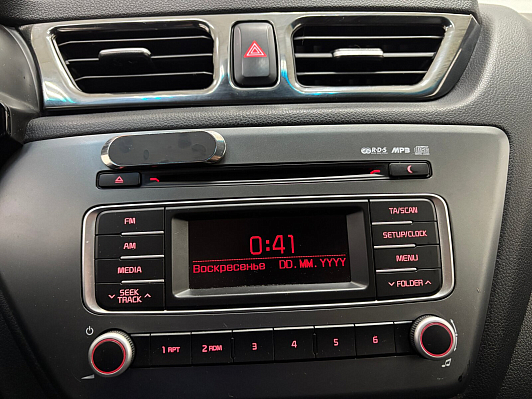 RDS MP3
FM
AM
MEDIA
SEEK
TRACK
0:41
Воскресенье DD.MM.YYYY
TA/SCAN
SETUP/CLOCK
MENU
FOLDER
1 RPT 2 RDM 3 4 5 6